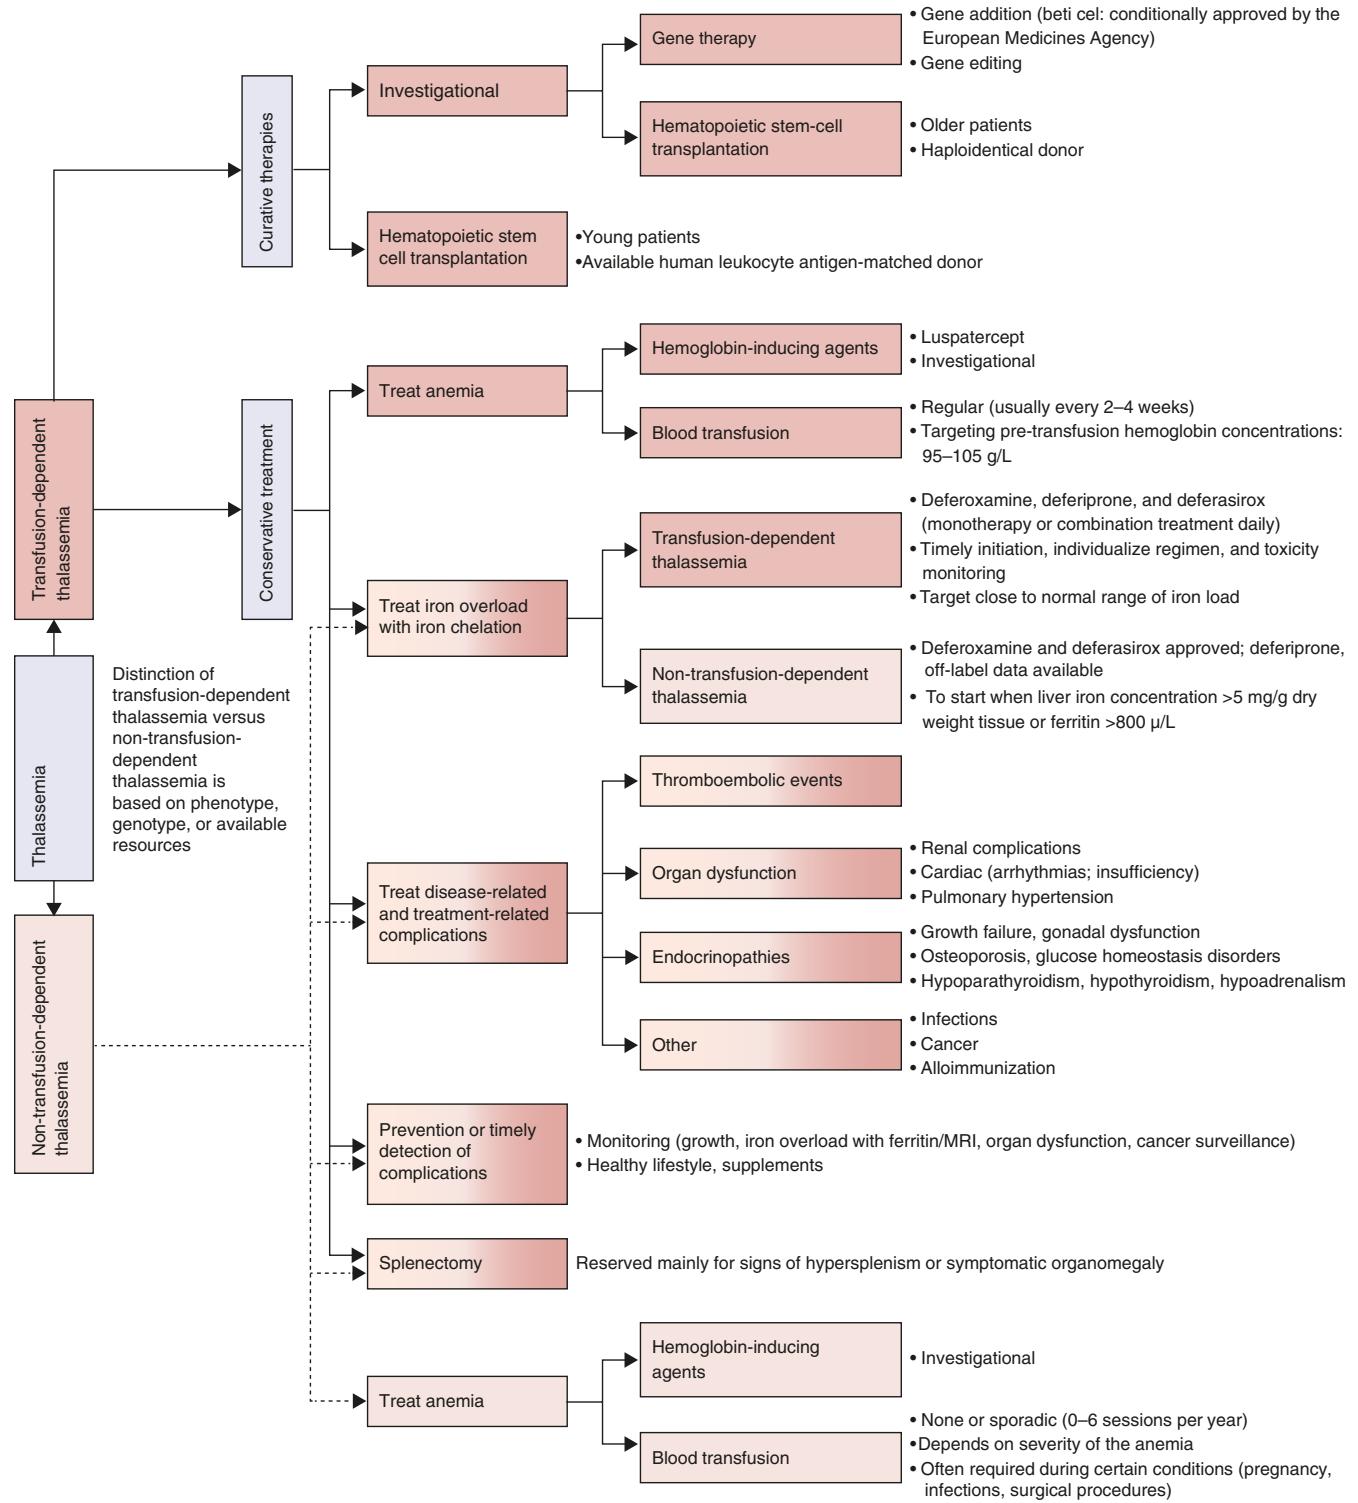 • Gene addition (beti cel: conditionally approved by the
European Medicines Agency)
• Gene editing
Gene therapy
Investigational
Hematopoietic stem-cell
transplantation
• Older patients
• Haploidentical donor
Curative therapies
Hematopoietic stem
cell transplantation
•Young patients
•Available human leukocyte antigen-matched donor
Hemoglobin-inducing agents
• Luspatercept
• Investigational
Treat anemia
Blood transfusion
• Regular (usually every 2–4 weeks)
• Targeting pre-transfusion hemoglobin concentrations:
95–105 g/L
Transfusion-dependent
thalassemia
Conservative treatment
Transfusion-dependent
thalassemia
• Deferoxamine, deferiprone, and deferasirox
(monotherapy or combination treatment daily)
• Timely initiation, individualize regimen, and toxicity
monitoring
• Target close to normal range of iron load
Treat iron overload
with iron chelation
Non-transfusion-dependent
thalassemia
• Deferoxamine and deferasirox approved; deferiprone,
off-label data available
• To start when liver iron concentration >5 mg/g dry
weight tissue or ferritin >800 μ/L
Thalassemia
Distinction of
transfusion-dependent
thalassemia versus
non-transfusion-
dependent
thalassemia is
based on phenotype,
genotype, or available
resources
Thromboembolic events
Organ dysfunction
• Renal complications
• Cardiac (arrhythmias; insufficiency)
• Pulmonary hypertension
Treat disease-related
and treatment-related
complications
Endocrinopathies
• Growth failure, gonadal dysfunction
• Osteoporosis, glucose homeostasis disorders
• Hypoparathyroidism, hypothyroidism, hypoadrenalism
Other
• Infections
• Cancer
• Alloimmunization
Non-transfusion-dependent
thalassemia
Prevention or timely
detection of
complications
• Monitoring (growth, iron overload with ferritin/MRI, organ dysfunction, cancer surveillance)
• Healthy lifestyle, supplements
Splenectomy
Reserved mainly for signs of hypersplenism or symptomatic organomegaly
Hemoglobin-inducing
agents
• Investigational
Treat anemia
Blood transfusion
• None or sporadic (0–6 sessions per year)
•Depends on severity of the anemia
• Often required during certain conditions (pregnancy,
infections, surgical procedures)